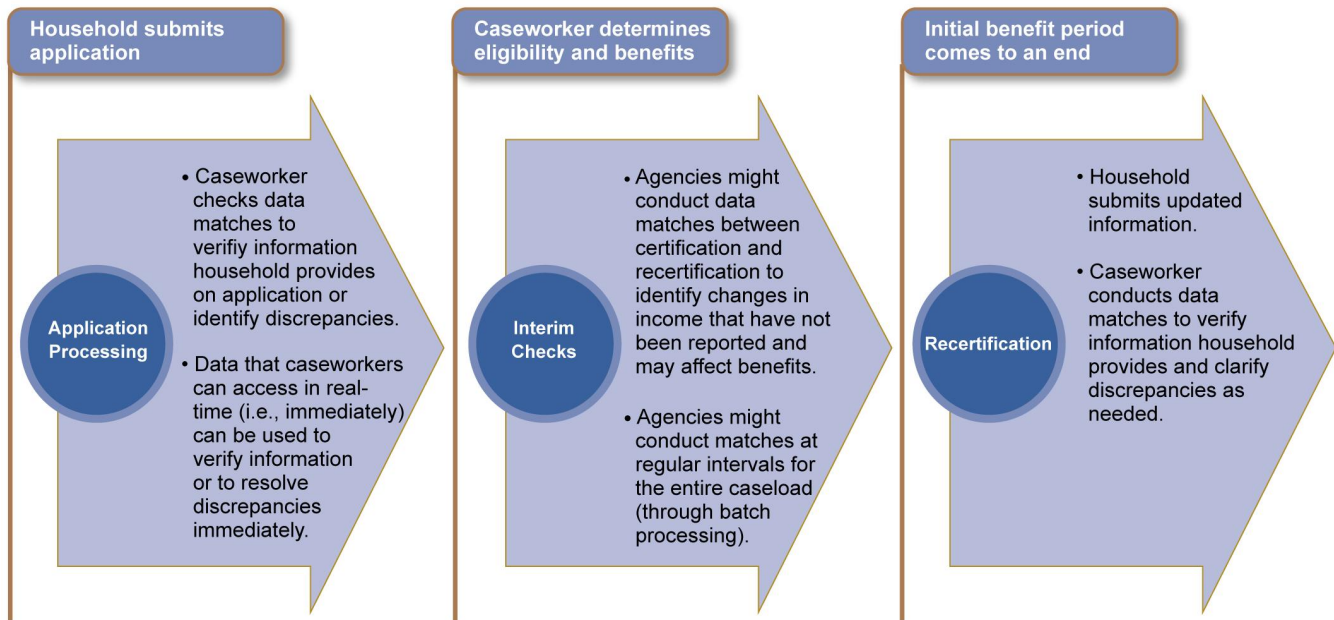 Household submits
application
Application
Processing
• Caseworker
checks data
matches to
verifiy information
household provides
on application or
identify discrepancies.
• Data that caseworkers
can access in real-
time (i.e., immediately)
can be used to
verify information
or to resolve
discrepancies
immediately.
Caseworker determines
eligibility and benefits
Interim
Checks
• Agencies might
conduct data
matches between
certification and
recertification to
identify changes in
income that have not
been reported and
may affect benefits.
• Agencies might
conduct matches at
regular intervals for
the entire caseload
(through batch
processing).
Initial benefit period
comes to an end
Recertification
• Household
submits updated
information.
• Caseworker
conducts data
matches to verify
information household
provides and clarify
discrepancies as
needed.